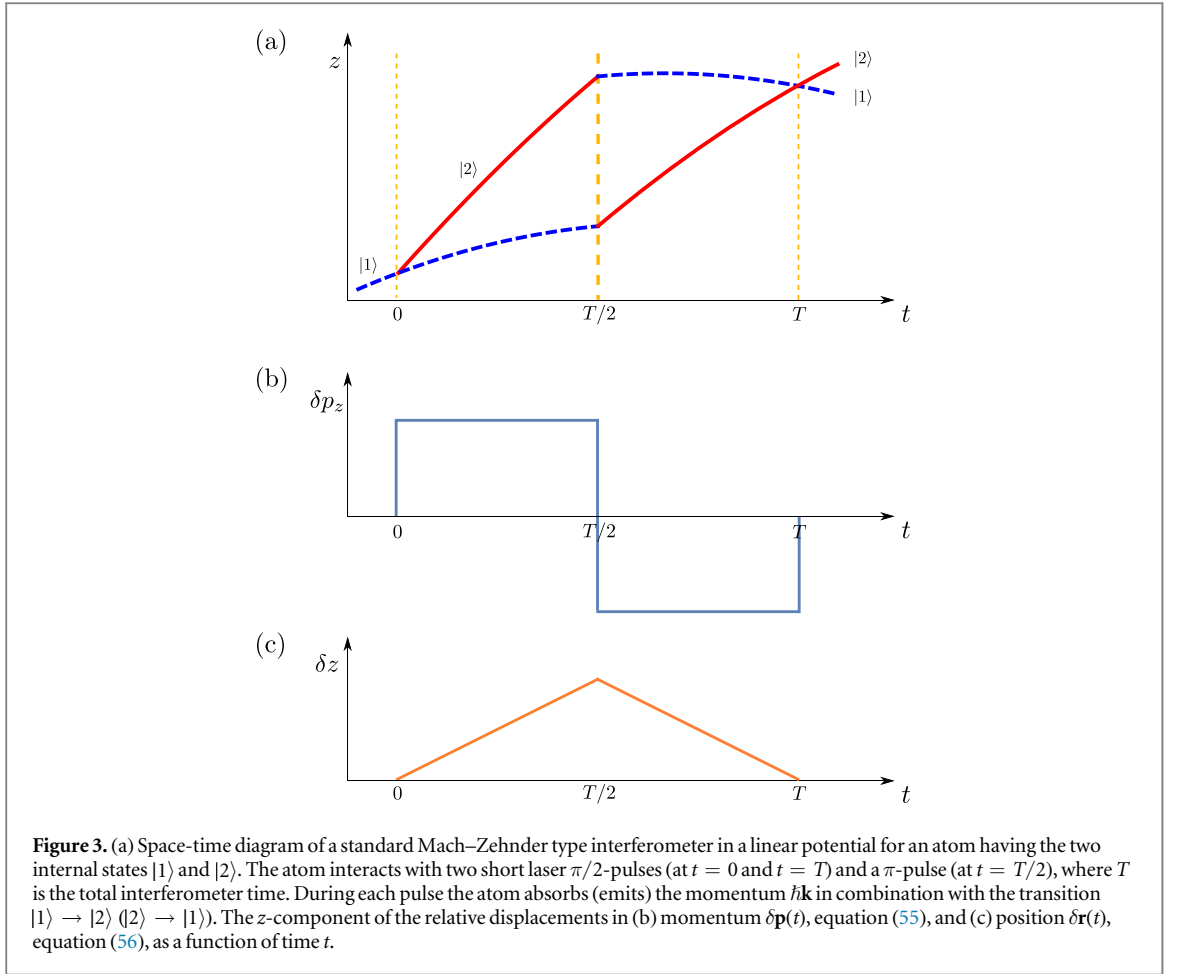 (a)
z
|2⟩
|1⟩
|2⟩
|1⟩
0
T/2
T
t
(b)
δp_z
0
T/2
T
t
(c)
δz
0
T/2
T
t
Figure 3. (a) Space-time diagram of a standard Mach–Zehnder type interferometer in a linear potential for an atom having the two
internal states |1⟩ and |2⟩. The atom interacts with two short laser π/2-pulses (at t = 0 and t = T) and a π-pulse (at t = T/2), where T
is the total interferometer time. During each pulse the atom absorbs (emits) the momentum ℏk in combination with the transition
|1⟩ → |2⟩ (|2⟩ → |1⟩). The z-component of the relative displacements in (b) momentum δp(t), equation (55), and (c) position δr(t),
equation (56), as a function of time t.